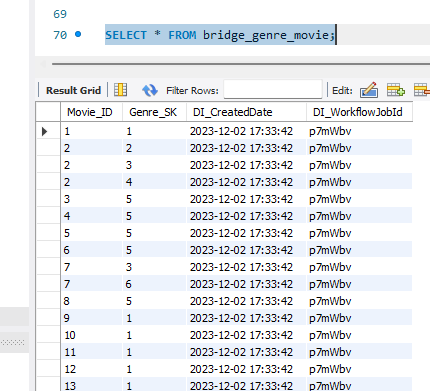 69
70 SELECT * FROM bridge_genre_movie;
Result Grid Filter Rows: Edit:
Movie_ID Genre_SK DI_CreatedDate DI_WorkflowJobId
1 1 2023-12-02 17:33:42 p7mWbv
2 2 2023-12-02 17:33:42 p7mWbv
2 3 2023-12-02 17:33:42 p7mWbv
2 4 2023-12-02 17:33:42 p7mWbv
3 5 2023-12-02 17:33:42 p7mWbv
4 5 2023-12-02 17:33:42 p7mWbv
5 5 2023-12-02 17:33:42 p7mWbv
6 5 2023-12-02 17:33:42 p7mWbv
7 3 2023-12-02 17:33:42 p7mWbv
7 6 2023-12-02 17:33:42 p7mWbv
8 5 2023-12-02 17:33:42 p7mWbv
9 1 2023-12-02 17:33:42 p7mWbv
10 1 2023-12-02 17:33:42 p7mWbv
11 1 2023-12-02 17:33:42 p7mWbv
12 1 2023-12-02 17:33:42 p7mWbv
13 1 2023-12-02 17:33:42 p7mWbv